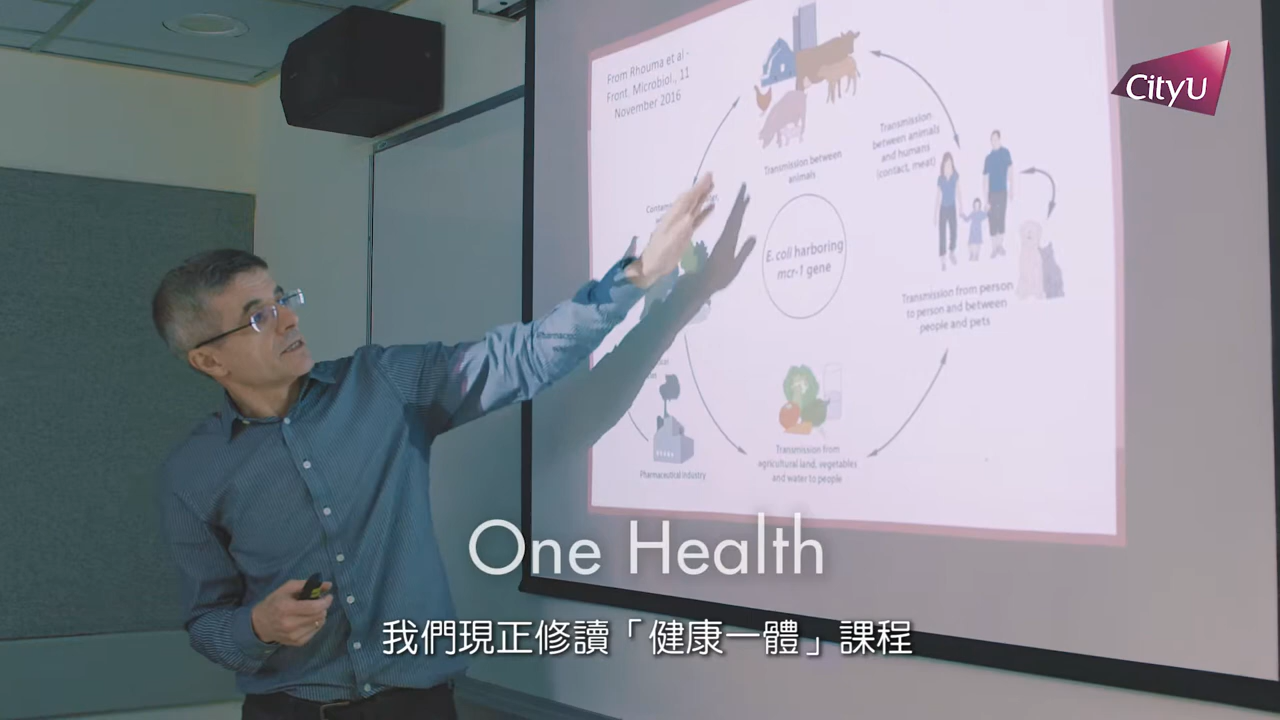 From Rhouma et al -
Front. Microbiol., 11
November 2016
CityU
Transmission between
animals
Transmission
between animals
and humans
(contact, meat)
E. coli harboring
mcr-1 gene
Transmission from person
to person and between
people and pets
Transmission from
agricultural land, vegetables
and water to people
Pharmaceutical industry
One Health
我們現正修讀「健康一體」課程